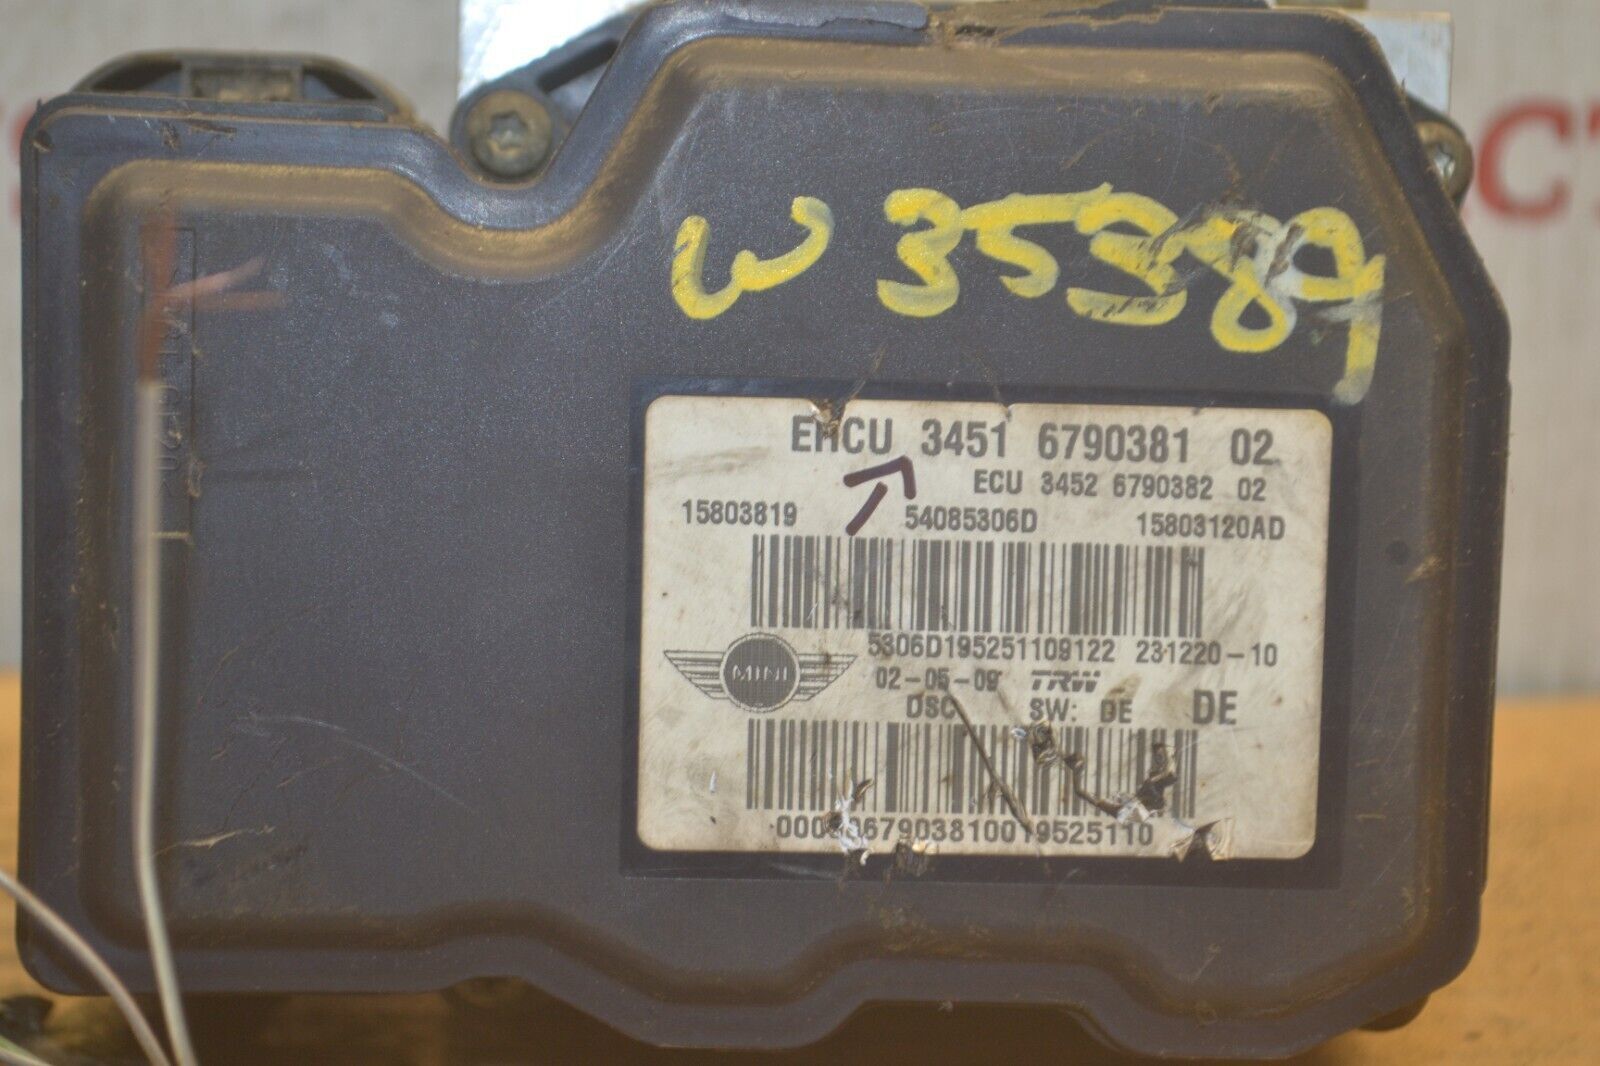 W 35389
EHCU 3451 6790381 02
ECU 3452 6790382 02
15803819 54085306D 15803120AD
5306D195251109122 231220-10
MINI
02-05-09 TRW
DSC SW: DE DE